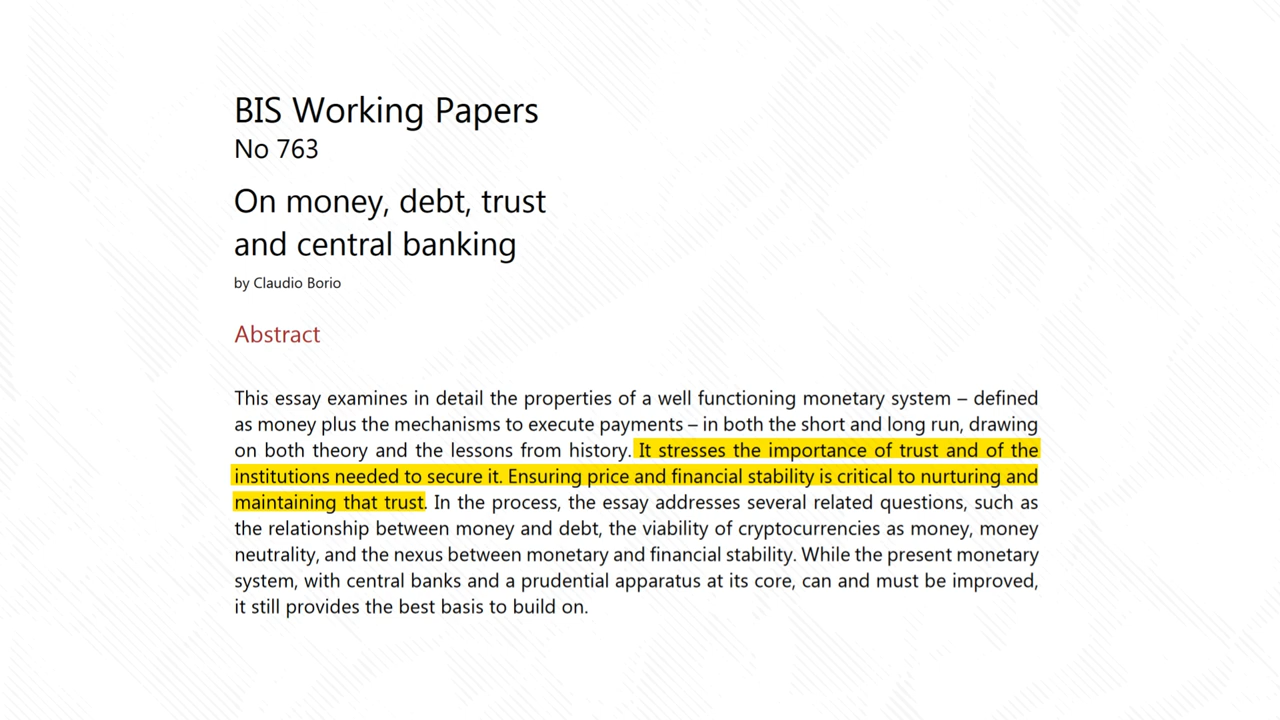 BIS Working Papers
No 763
On money, debt, trust
and central banking
by Claudio Borio
Abstract
This essay examines in detail the properties of a well functioning monetary system – defined
as money plus the mechanisms to execute payments – in both the short and long run, drawing
on both theory and the lessons from history. It stresses the importance of trust and of the
institutions needed to secure it. Ensuring price and financial stability is critical to nurturing and
maintaining that trust. In the process, the essay addresses several related questions, such as
the relationship between money and debt, the viability of cryptocurrencies as money, money
neutrality, and the nexus between monetary and financial stability. While the present monetary
system, with central banks and a prudential apparatus at its core, can and must be improved,
it still provides the best basis to build on.